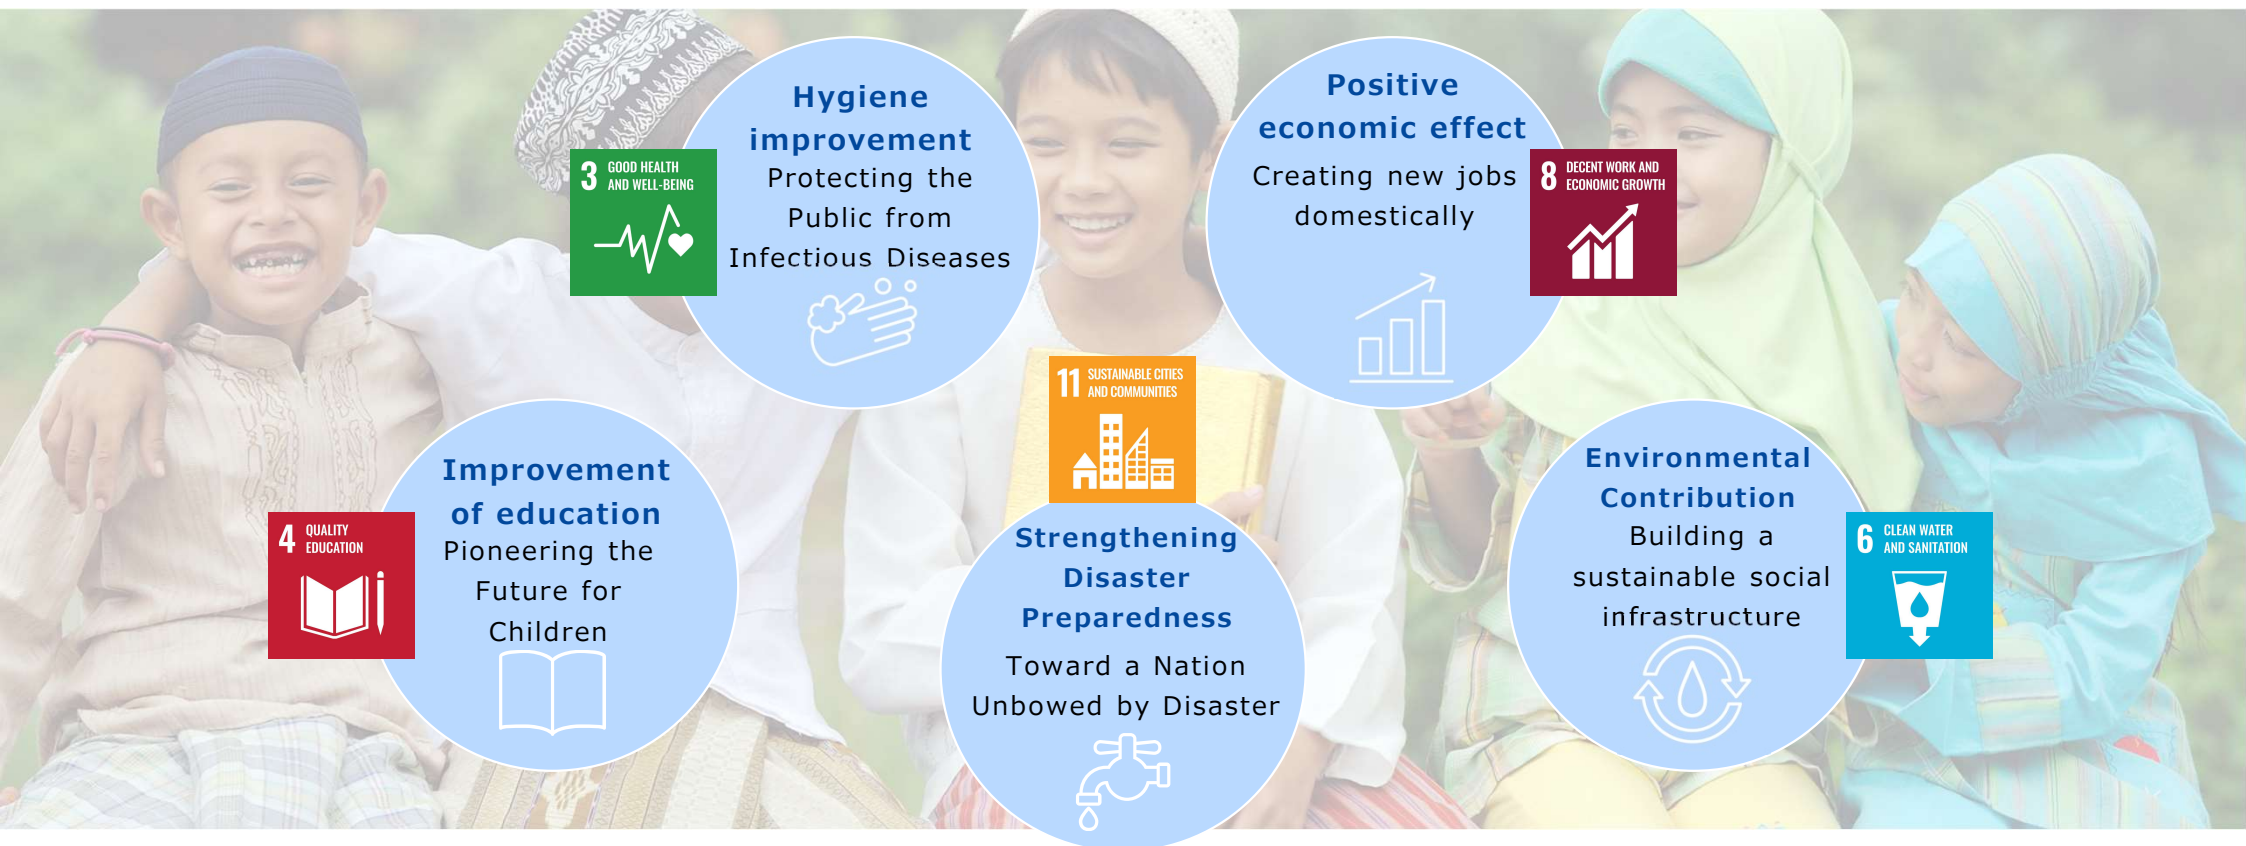 Hygiene
improvement
Protecting the
Public from
Infectious Diseases
3 GOOD HEALTH
AND WELL-BEING
Positive
economic effect
Creating new jobs
domestically
8 DECENT WORK AND
ECONOMIC GROWTH
Improvement
of education
Pioneering the
Future for
Children
4 QUALITY
EDUCATION
11 SUSTAINABLE CITIES
AND COMMUNITIES
Strengthening
Disaster
Preparedness
Toward a Nation
Unbowed by Disaster
Environmental
Contribution
Building a
sustainable social
infrastructure
6 CLEAN WATER
AND SANITATION